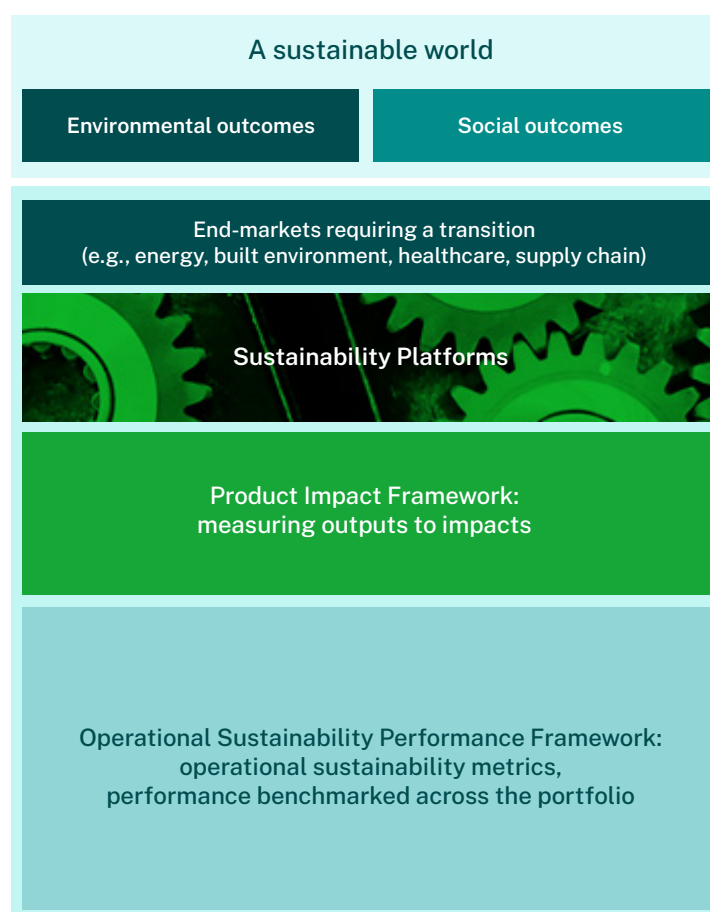 A sustainable world
Environmental outcomes
Social outcomes
End-markets requiring a transition
(e.g., energy, built environment, healthcare, supply chain)
Sustainability Platforms
Product Impact Framework:
measuring outputs to impacts
Operational Sustainability Performance Framework:
operational sustainability metrics,
performance benchmarked across the portfolio